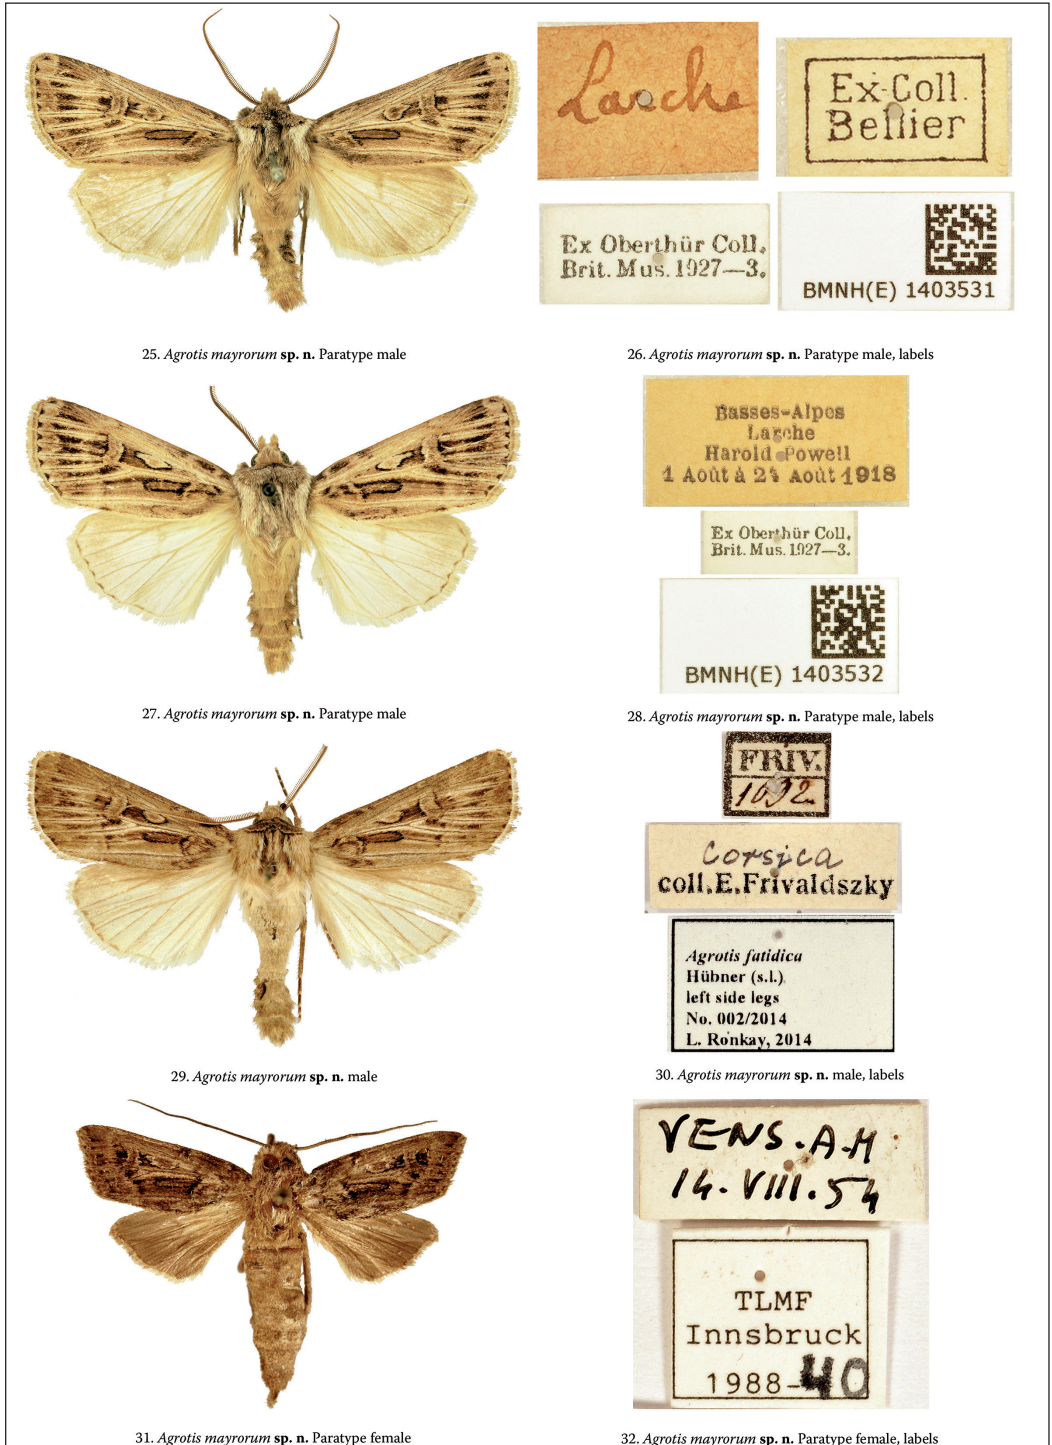 Larche
Ex Coll.
Bellier
Ex Oberthür Coll.
Brit. Mus. 1927—3.
BMNH(E) 1403531
25. Agrotis mayrorum sp. n. Paratype male
26. Agrotis mayrorum sp. n. Paratype male, labels
Basses-Alpes
Larche
Harold Powell
1 Août à 24 Août 1918
Ex Oberthür Coll.
Brit. Mus. 1927—3.
BMNH(E) 1403532
27. Agrotis mayrorum sp. n. Paratype male
28. Agrotis mayrorum sp. n. Paratype male, labels
FRIV.
1092.
Corsica
coll. E. Frivaldszky
Agrotis fatidica
Hübner (s.l.)
left side legs
No. 002/2014
L. Ronkay, 2014
29. Agrotis mayrorum sp. n. male
30. Agrotis mayrorum sp. n. male, labels
VENS. A-M
14. VIII. 54
TLMF
Innsbruck
1988-40
31. Agrotis mayrorum sp. n. Paratype female
32. Agrotis mayrorum sp. n. Paratype female, labels